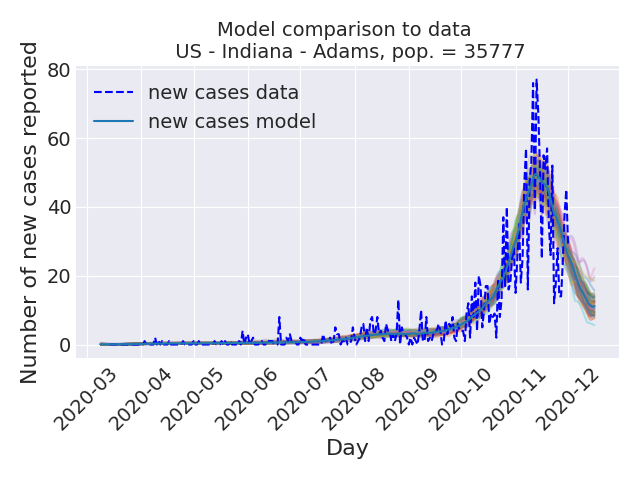 Model comparison to data
US - Indiana - Adams, pop. = 35777
new cases data
new cases model
Number of new cases reported
80
60
40
20
0
2020-03
2020-04
2020-05
2020-06
2020-07
2020-08
2020-09
2020-10
2020-11
2020-12
Day